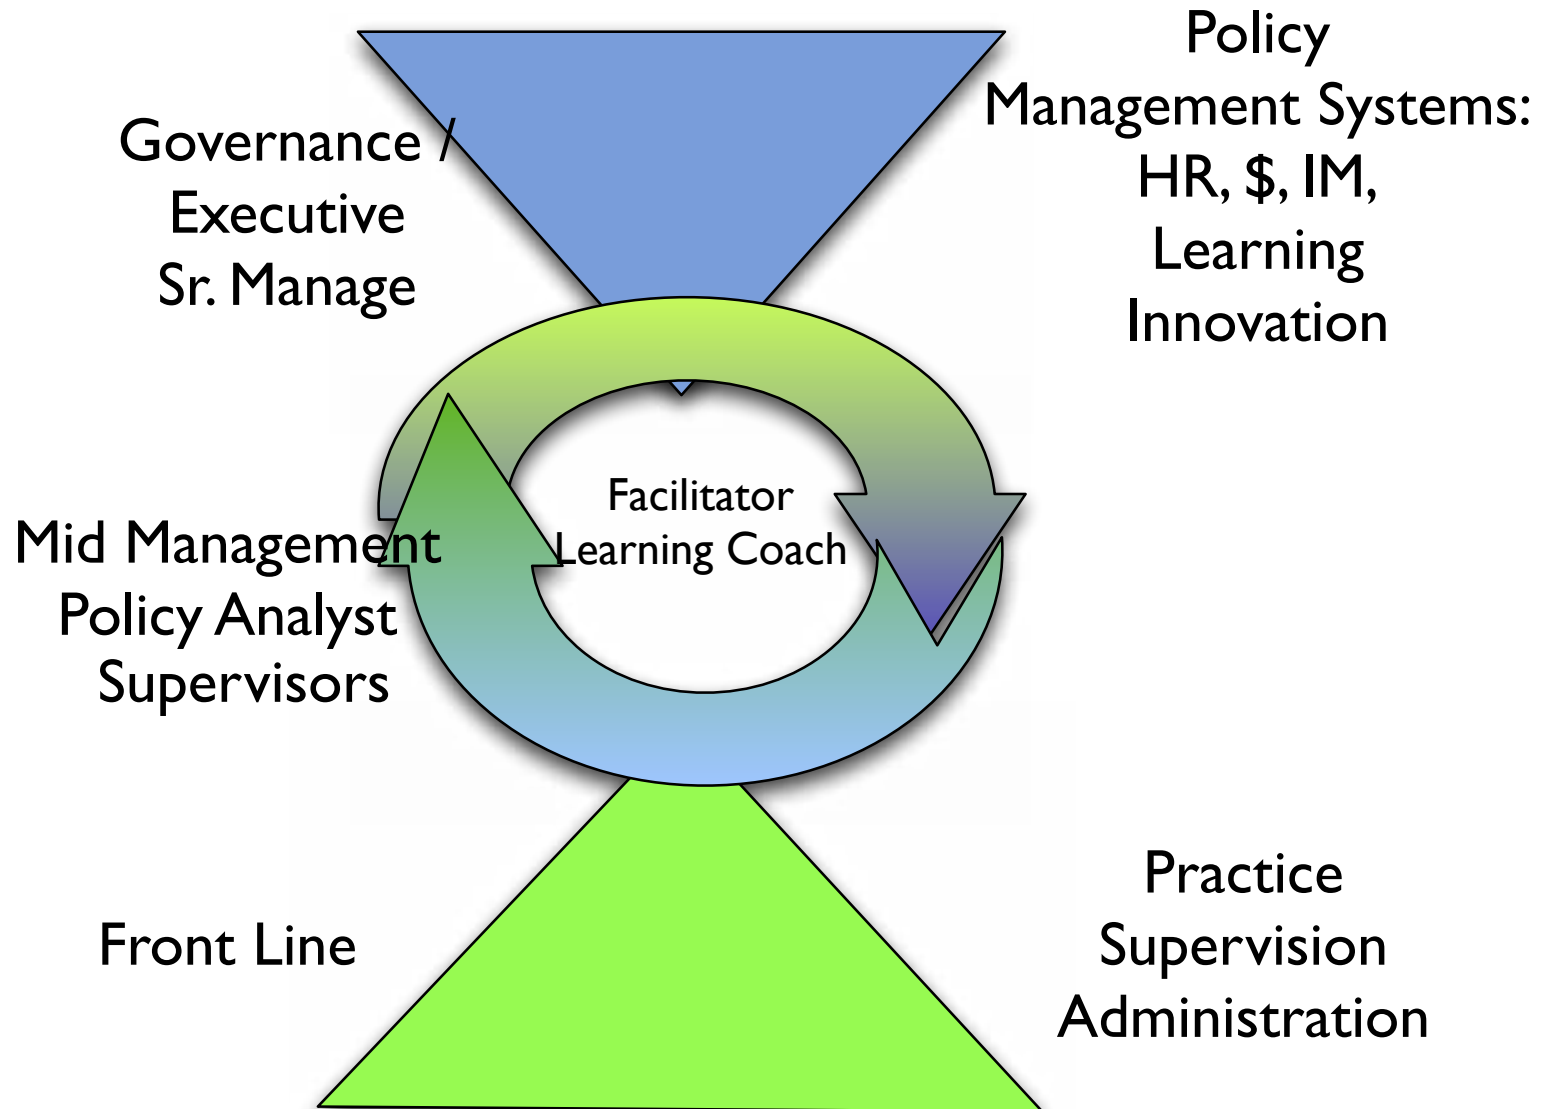 Governance /
Executive
Sr. Manage
Policy
Management Systems:
HR, $, IM,
Learning
Innovation
Facilitator
Learning Coach
Mid Management
Policy Analyst
Supervisors
Front Line
Practice
Supervision
Administration